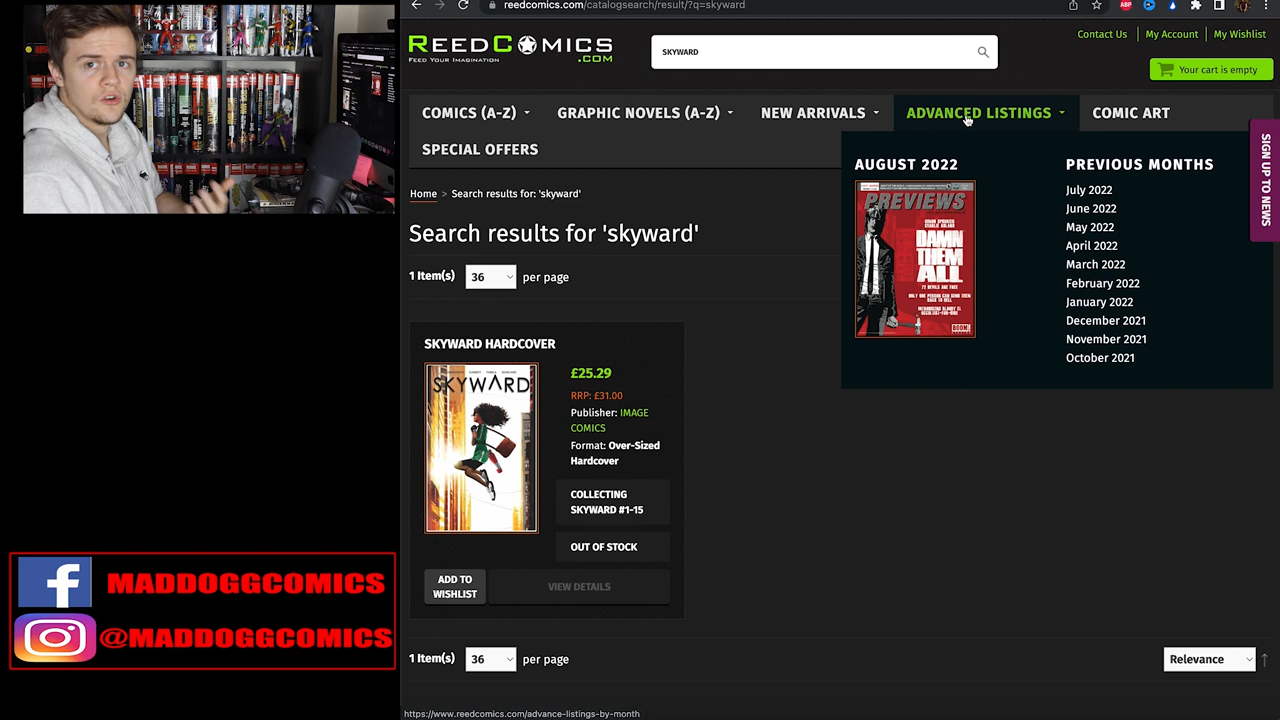 reedcomics.com/catalogsearch/result/?q=skyward
REEDCOMICS
.COM
FEED YOUR IMAGINATION
SKYWARD
Contact Us
My Account
My Wishlist
Your cart is empty
COMICS (A-Z)
GRAPHIC NOVELS (A-Z)
NEW ARRIVALS
ADVANCED LISTINGS
COMIC ART
SPECIAL OFFERS
SIGN UP TO NEWS
AUGUST 2022
PREVIEWS
DAMN
THEM
ALL
BOOM!
PREVIOUS MONTHS
July 2022
June 2022
May 2022
April 2022
March 2022
February 2022
January 2022
December 2021
November 2021
October 2021
Home > Search results for: 'skyward'
Search results for 'skyward'
1 Item(s)
36
per page
SKYWARD HARDCOVER
SKYWARD
£25.29
RRP: £31.00
Publisher: IMAGE
COMICS
Format: Over-Sized
Hardcover
COLLECTING
SKYWARD #1-15
OUT OF STOCK
ADD TO
WISHLIST
VIEW DETAILS
1 Item(s)
36
per page
Relevance
https://www.reedcomics.com/advance-listings-by-month
f MADDOGGCOMICS
@MADDOGGCOMICS
ABP